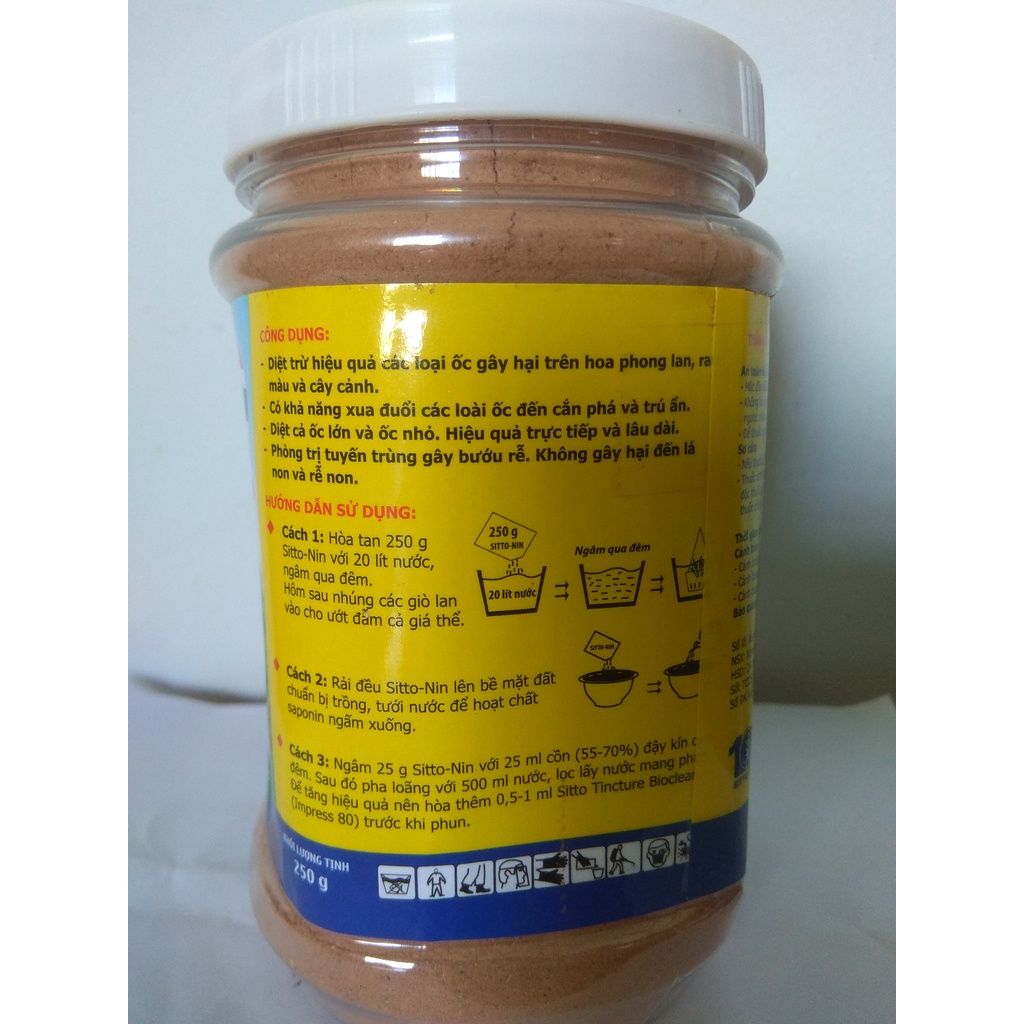 CÔNG DỤNG:
- Diệt trừ hiệu quả các loại ốc gây hại trên hoa phong lan,
màu và cây cảnh.
- Có khả năng xua đuổi các loài ốc đến cắn phá và trú ẩn.
- Diệt cả ốc lớn và ốc nhỏ. Hiệu quả trực tiếp và lâu dài.
- Phòng trị tuyến trùng gây bướu rễ. Không gây hại đến lá
non và rễ non.
HƯỚNG DẪN SỬ DỤNG:
Cách 1: Hòa tan 250 g
Sitto-Nin với 20 lít nước,
ngâm qua đêm.
Hôm sau nhúng các giò lan
vào cho ướt đẫm cả giá thể.
250 g
SITTO-NIN
20 lít nước
Ngâm qua đêm
Cách 2: Rải đều Sitto-Nin lên bề mặt đất
chuẩn bị trồng, tưới nước để hoạt chất
saponin ngấm xuống.
SITTO-NIN
Cách 3: Ngâm 25 g Sitto-Nin với 25 ml cồn (55-70%) đậy kín
đêm. Sau đó pha loãng với 500 ml nước, lọc lấy nước mang
Để tăng hiệu quả nên hòa thêm 0,5-1 ml Sitto Tincture Bioclean
(Impress 80) trước khi phun.
KHỐI LƯỢNG TỊNH
250 g